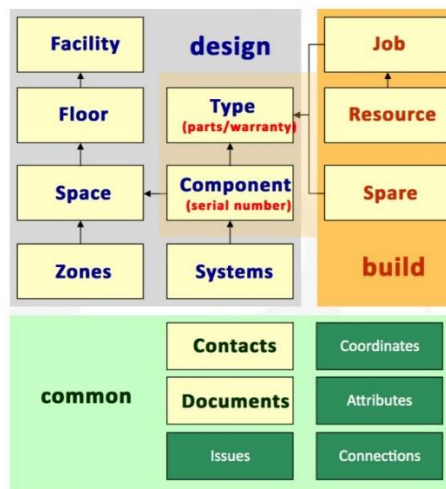 Facility
design
Job
Floor
Type
(parts/warranty)
Resource
Space
Component
(serial number)
Spare
Zones
Systems
build
Contacts
Coordinates
common
Documents
Attributes
Issues
Connections